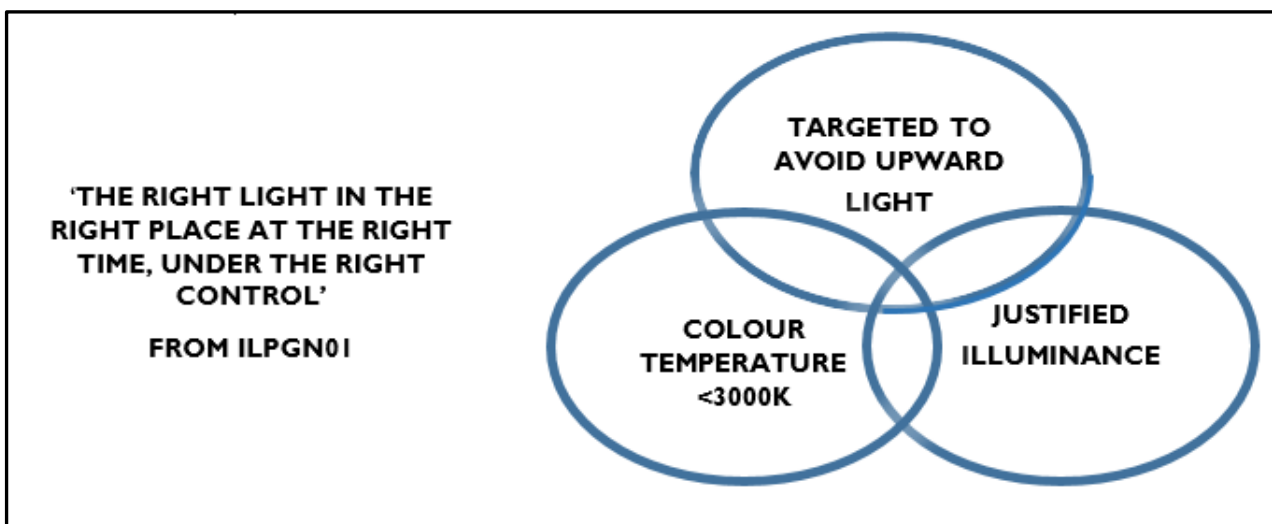 ‘THE RIGHT LIGHT IN THE
RIGHT PLACE AT THE RIGHT
TIME, UNDER THE RIGHT
CONTROL’
FROM ILPGN01
TARGETED TO
AVOID UPWARD
LIGHT
COLOUR
TEMPERATURE
<3000K
JUSTIFIED
ILLUMINANCE